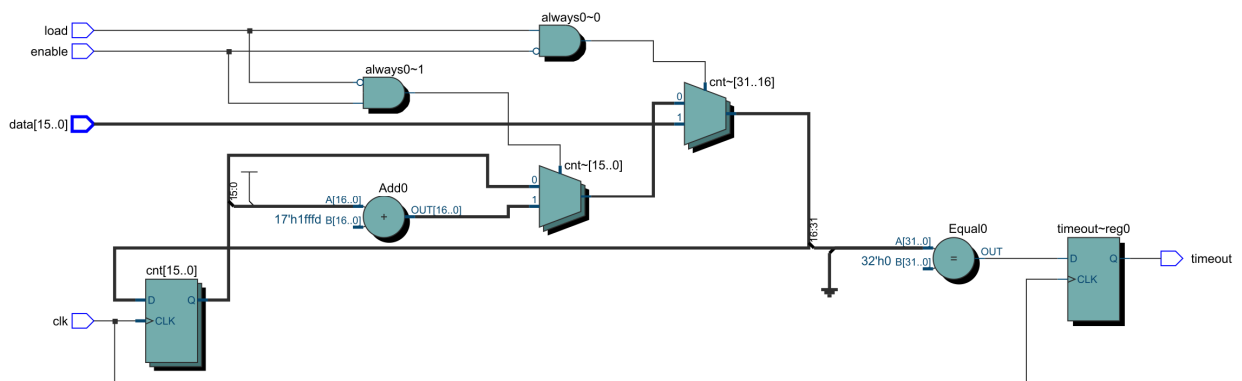 load
enable
data[15..0]
always0~0
always0~1
cnt~[31..16]
0
1
cnt~[15..0]
0
1
15:0
Add0
A[16..0]
17'h1fffd B[16..0]
OUT[16..0]
+
16:31
Equal0
A[31..0]
32'h0 B[31..0]
OUT
=
timeout~reg0
D
Q
CLK
timeout
cnt[15..0]
D
Q
CLK
clk